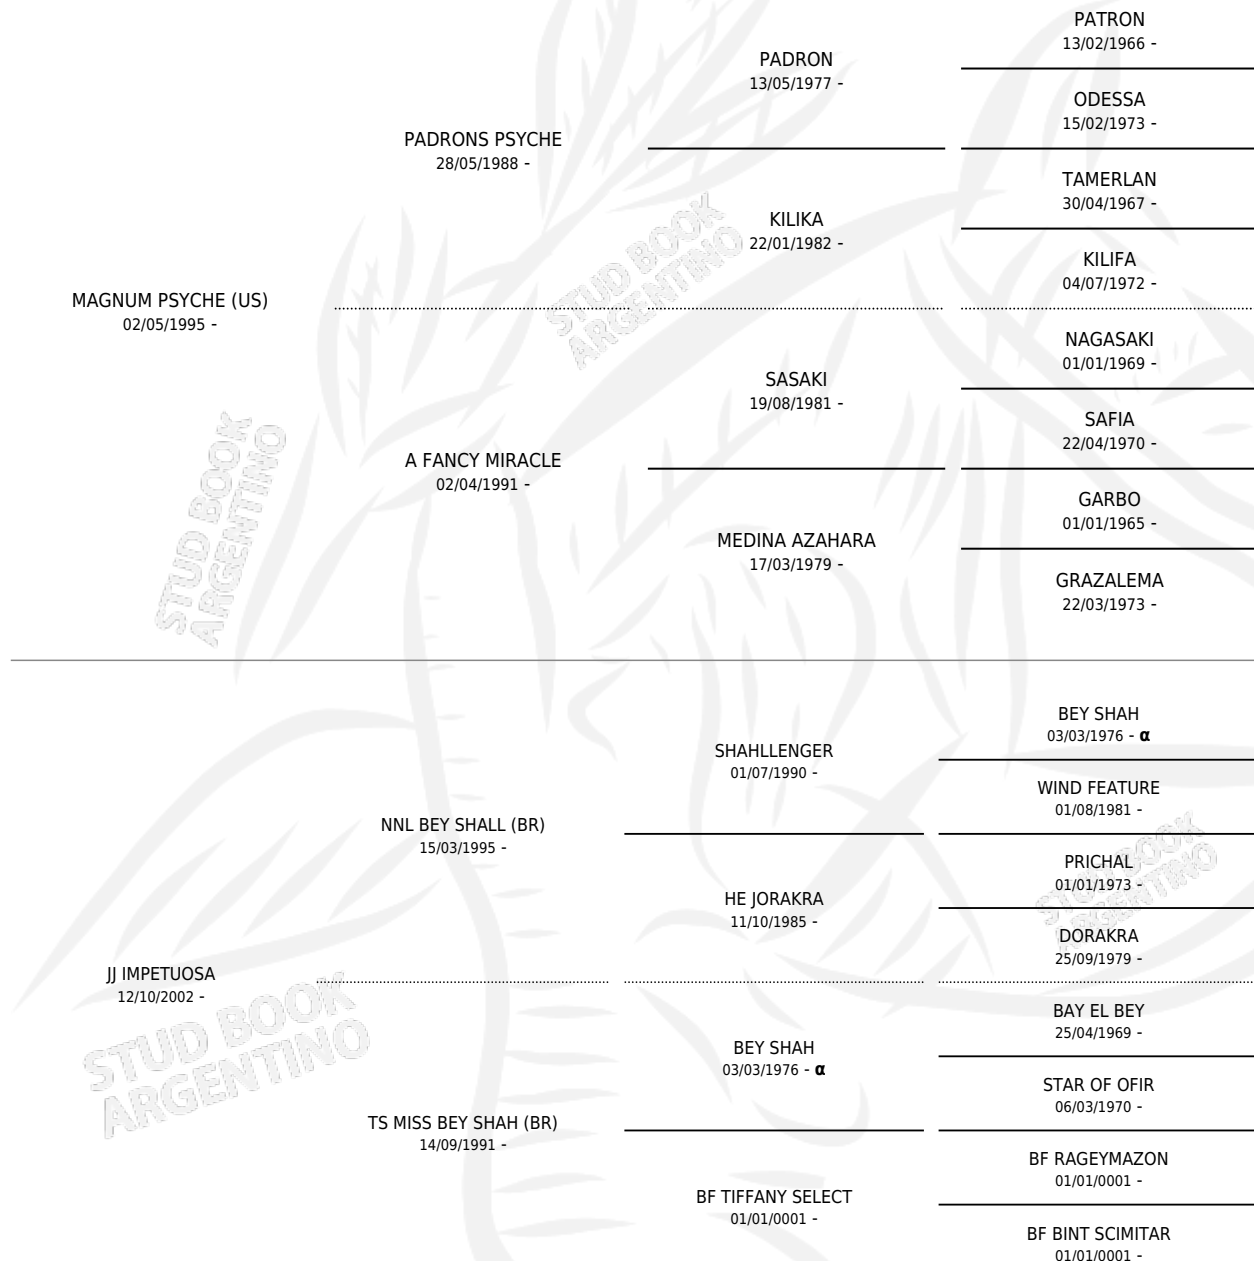 PATRON
13/02/1966 -
PADRON
13/05/1977 -
ODESSA
15/02/1973 -
PADRONS PSYCHE
28/05/1988 -
TAMERLAN
30/04/1967 -
KILIKA
22/01/1982 -
KILIFA
04/07/1972 -
MAGNUM PSYCHE (US)
02/05/1995 -
NAGASAKI
01/01/1969 -
SASAKI
19/08/1981 -
SAFIA
22/04/1970 -
A FANCY MIRACLE
02/04/1991 -
GARBO
01/01/1965 -
MEDINA AZAHARA
17/03/1979 -
GRAZALEMA
22/03/1973 -
STUD BOOK
ARGENTINO
STUD BOOK
ARGENTINO
BEY SHAH
03/03/1976 - α
SHAHLLENGER
01/07/1990 -
WIND FEATURE
01/08/1981 -
NNL BEY SHALL (BR)
15/03/1995 -
PRICHAL
01/01/1973 -
HE JORAKRA
11/10/1985 -
DORAKRA
25/09/1979 -
STUD BOOK
ARGENTINO
JJ IMPETUOSA
12/10/2002 -
BAY EL BEY
25/04/1969 -
BEY SHAH
03/03/1976 - α
STAR OF OFIR
06/03/1970 -
TS MISS BEY SHAH (BR)
14/09/1991 -
BF RAGEYMAZON
01/01/0001 -
BF TIFFANY SELECT
01/01/0001 -
BF BINT SCIMITAR
01/01/0001 -
STUD BOOK
ARGENTINO